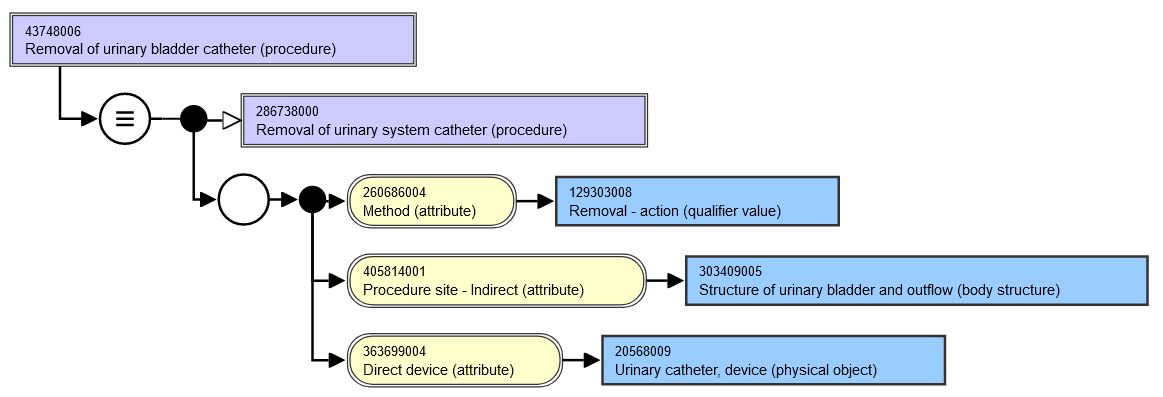 43748006
Removal of urinary bladder catheter (procedure)
286738000
Removal of urinary system catheter (procedure)
260686004
Method (attribute)
129303008
Removal - action (qualifier value)
405814001
Procedure site - Indirect (attribute)
303409005
Structure of urinary bladder and outflow (body structure)
363699004
Direct device (attribute)
20568009
Urinary catheter, device (physical object)